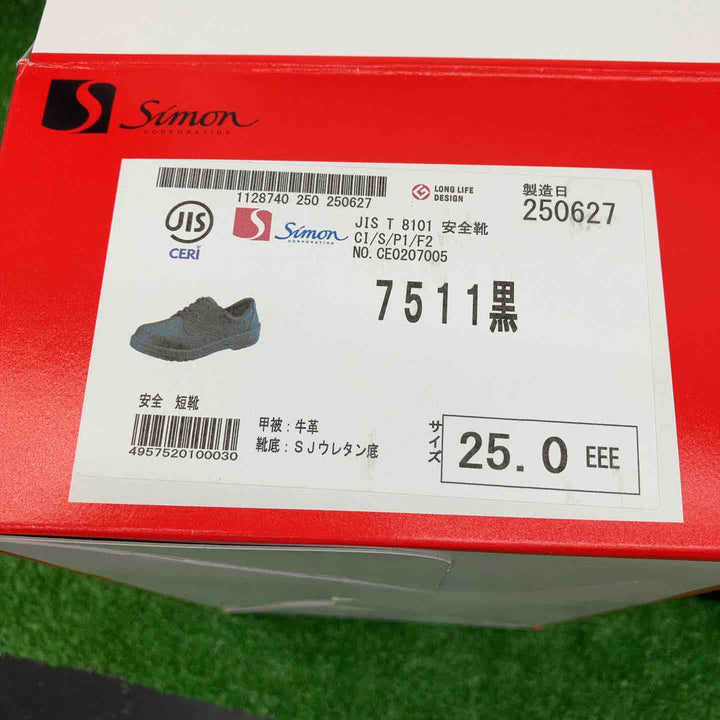 Simon
CORPORATION
1128740 250 250627
LONG LIFE
DESIGN
製造日
250627
JIS
CERI
Simon
CORPORATION
JIS T 8101 安全靴
CI/S/P1/F2
NO.CE0207005
7511黒
安全 短靴
4957520100030
甲被:牛革
靴底:SJウレタン底
サイズ
25.0 EEE